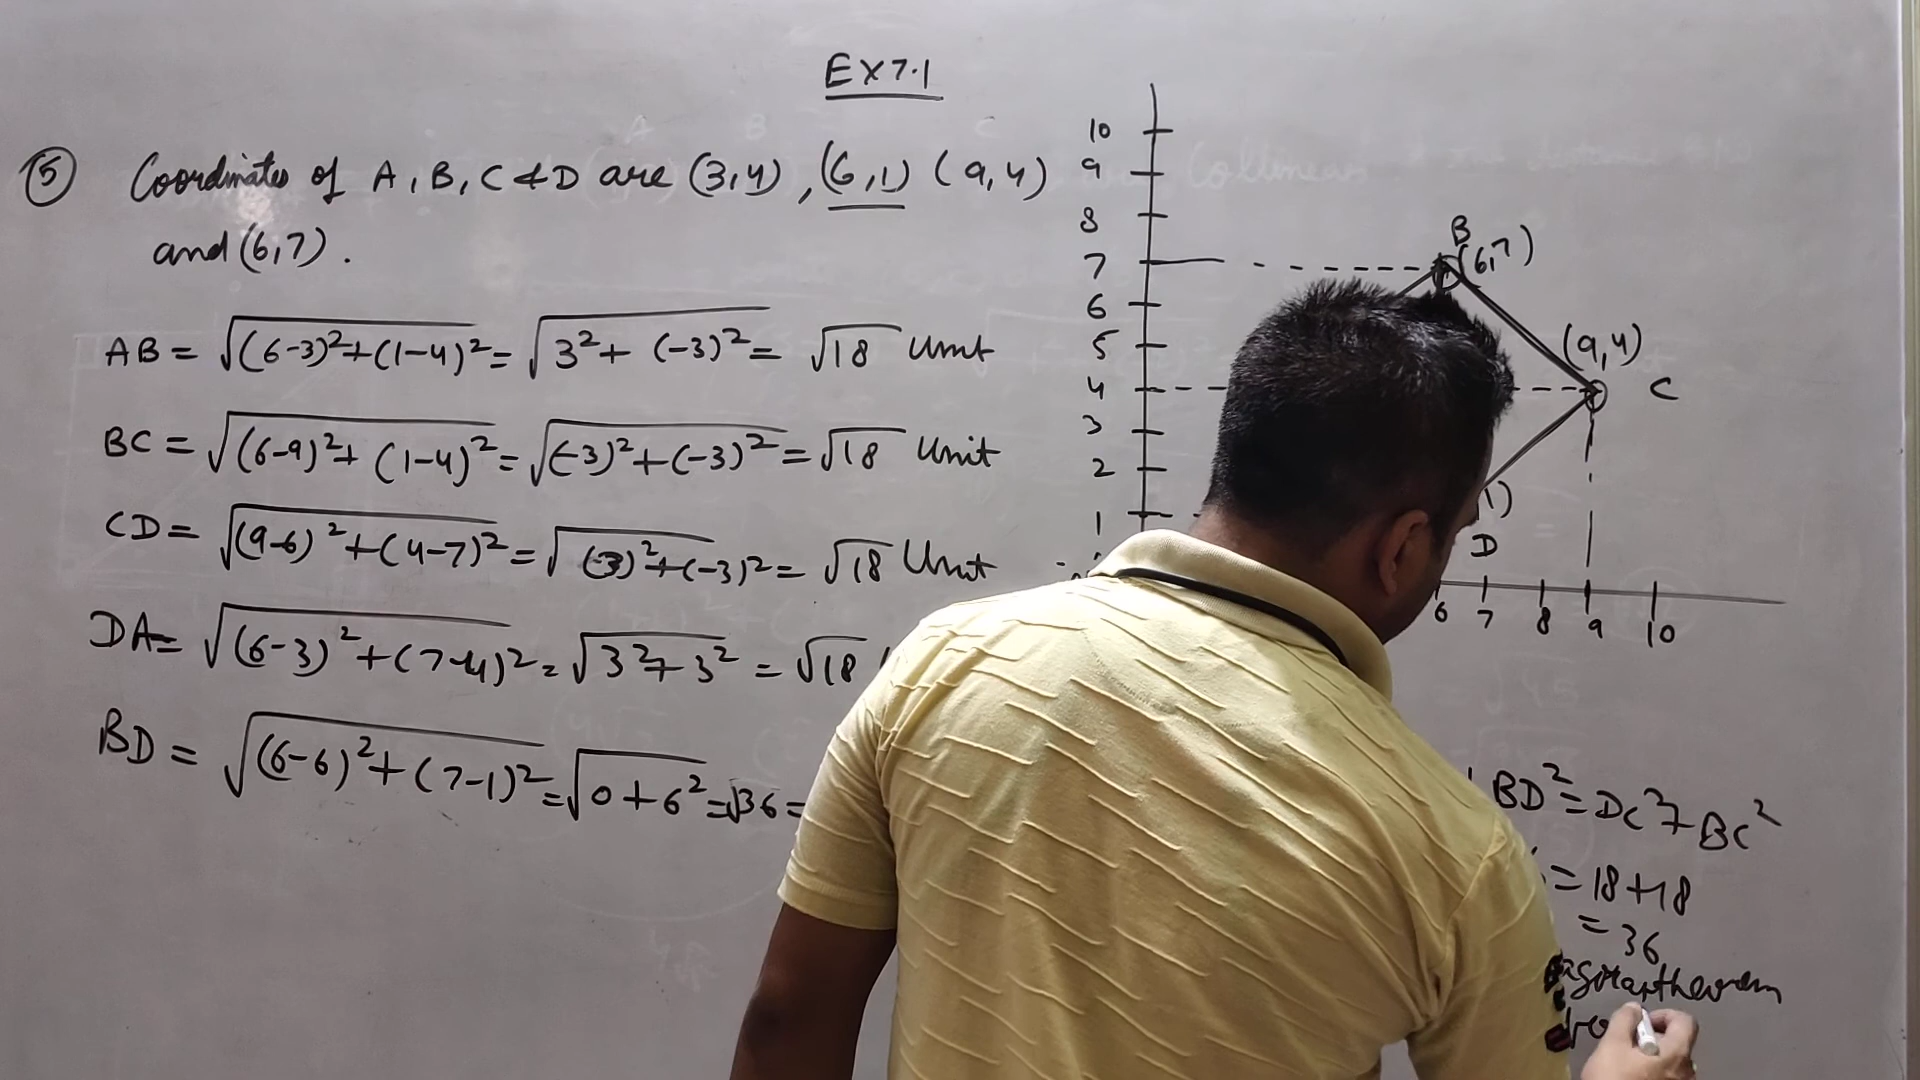 EX 7.1
(5) Coordinates of A, B, C & D are (3,4), (6,1) (9,4)
and (6,7).
AB = √(6-3)²+(1-4)² = √3²+(-3)² = √18 Unit
BC = √(6-9)²+(1-4)² = √(-3)²+(-3)² = √18 Unit
CD = √(9-6)²+(4-7)² = √(3)²+(-3)² = √18 Unit
DA = √(6-3)²+(7-4)² = √3²+3² = √18
BD = √(6-6)²+(7-1)² = √0+6² = √36 =
10
9
8
7
6
5
4
3
2
1
B
(6,7)
(9,4)
C
1)
D
6 7 8 9 10
BD² = DC²+BC²
= 18+18
= 36
theorem